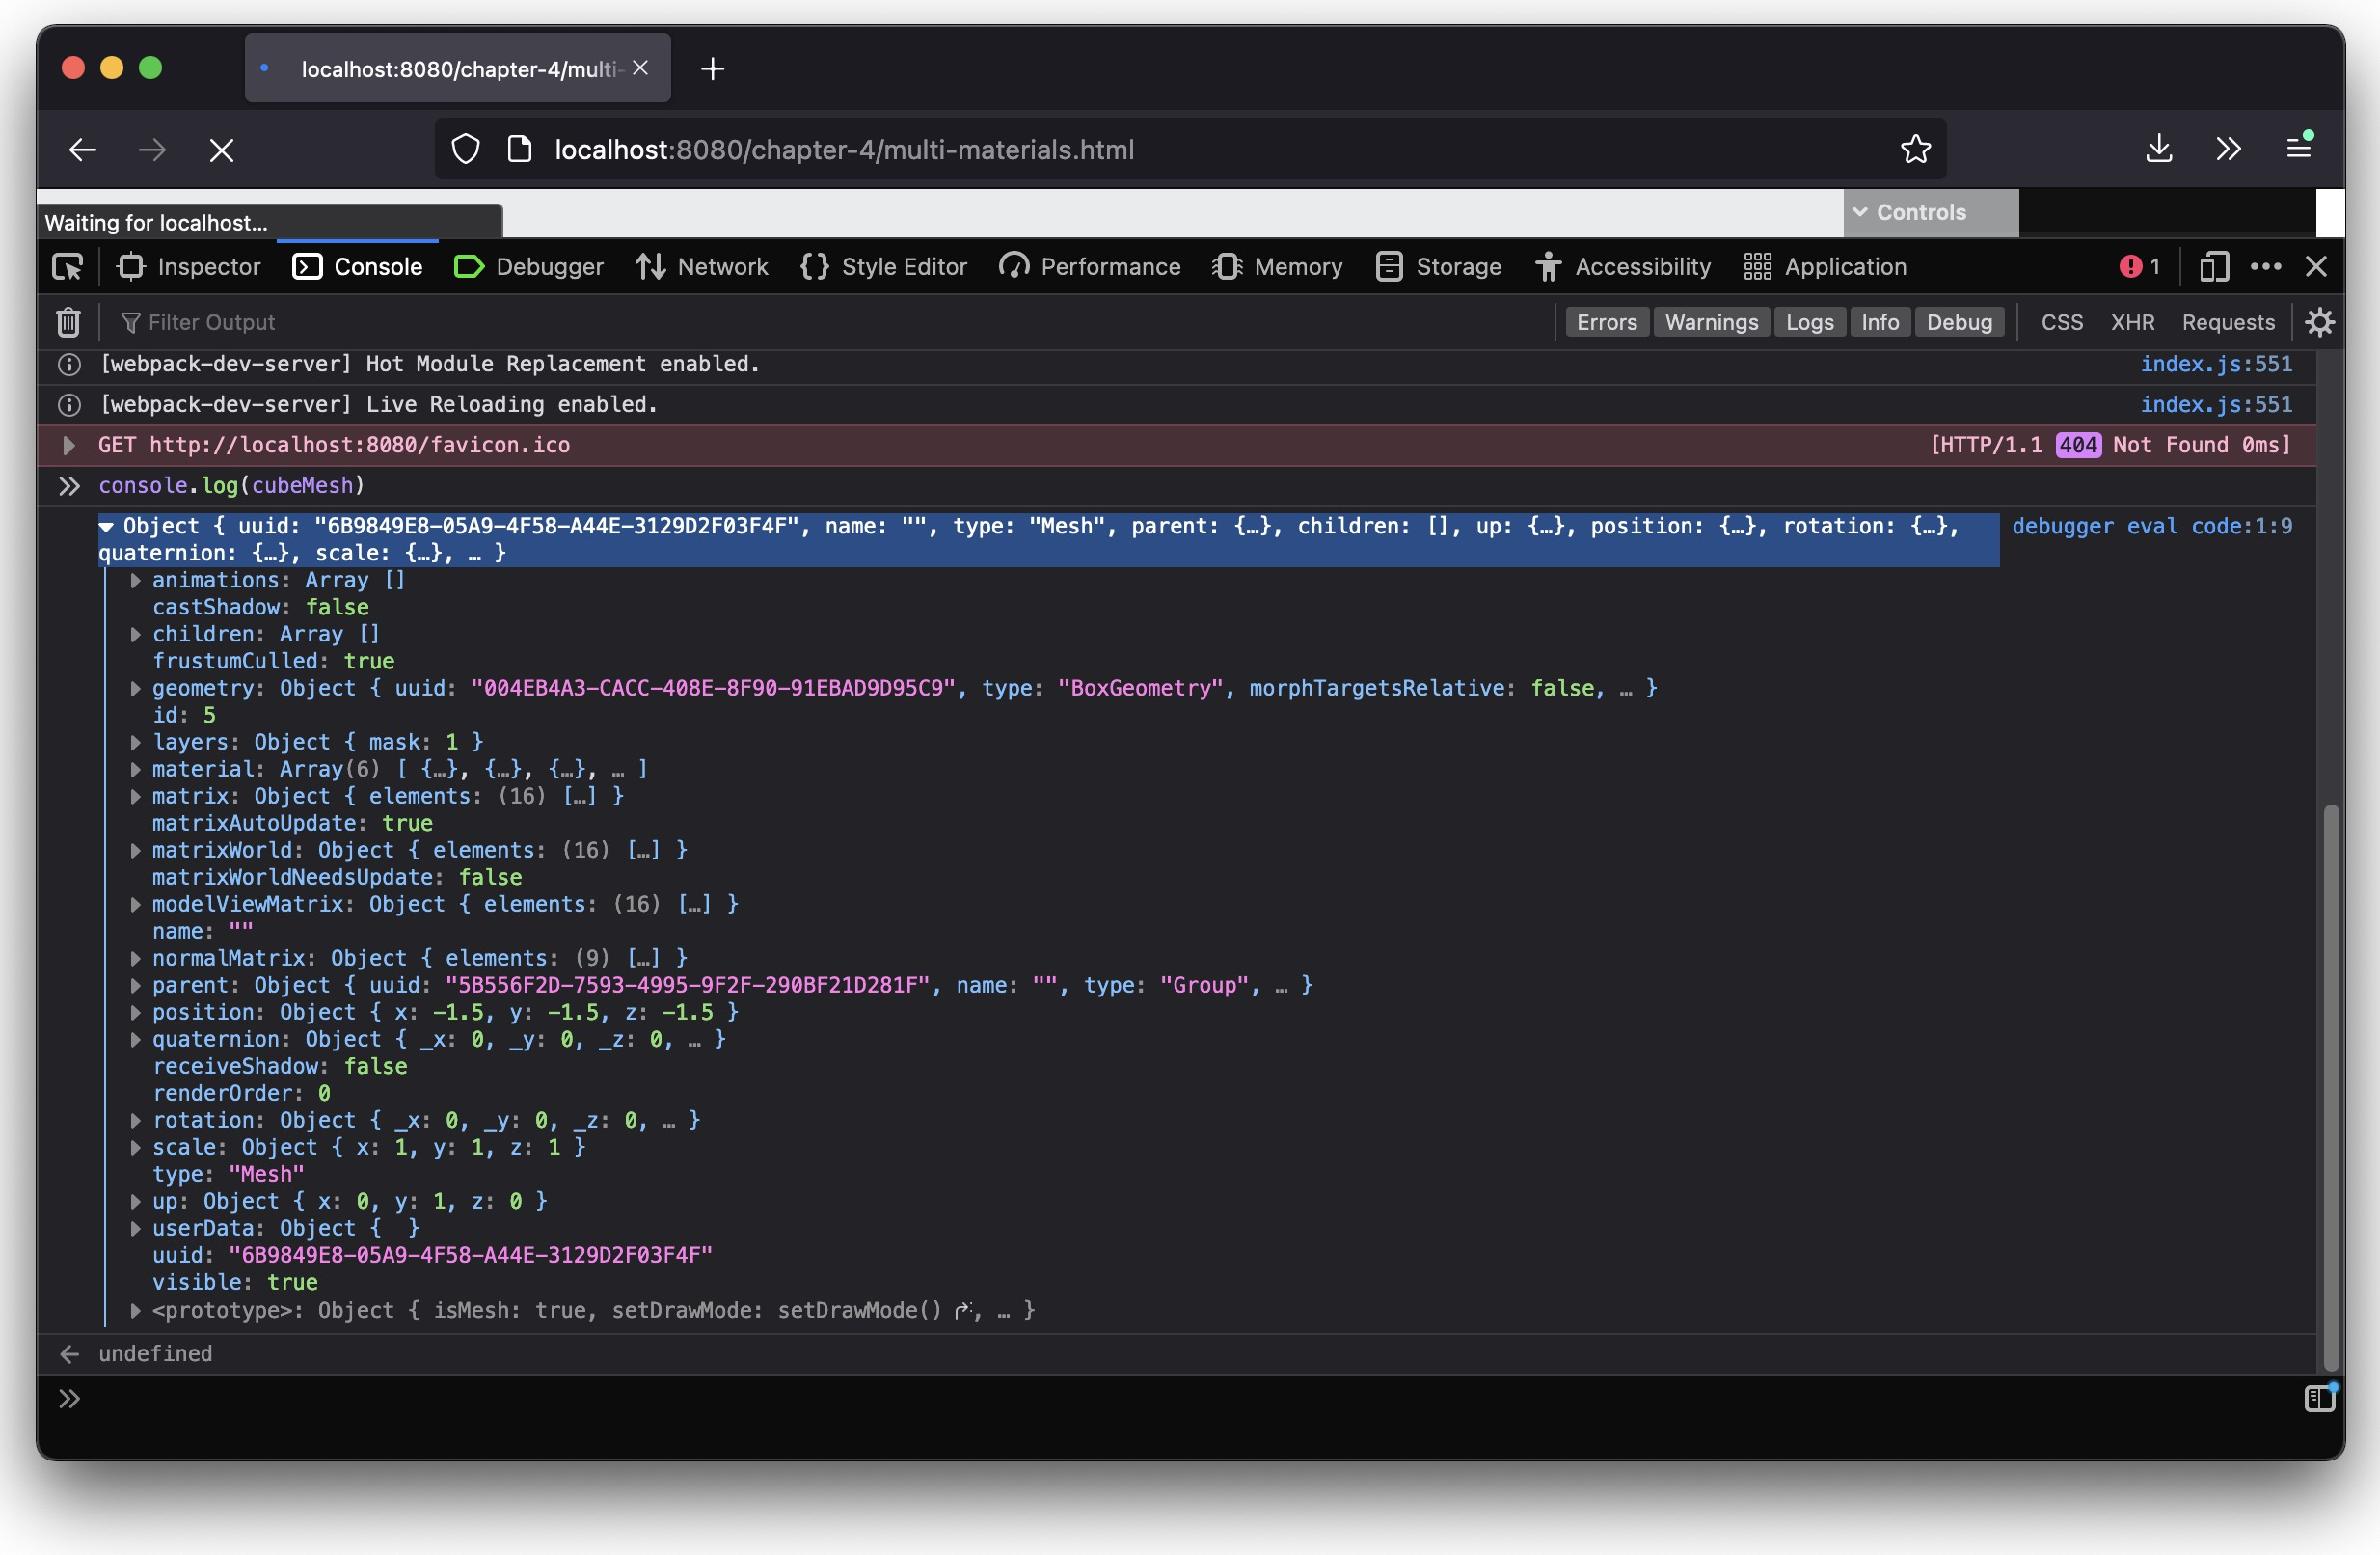 localhost:8080/chapter-4/multi-
localhost:8080/chapter-4/multi-materials.html
Waiting for localhost...
Controls
Inspector Console Debugger Network Style Editor Performance Memory Storage Accessibility Application 1
Filter Output Errors Warnings Logs Info Debug CSS XHR Requests
[webpack-dev-server] Hot Module Replacement enabled. index.js:551
[webpack-dev-server] Live Reloading enabled. index.js:551
GET http://localhost:8080/favicon.ico [HTTP/1.1 404 Not Found 0ms]
console.log(cubeMesh)
Object { uuid: "6B9849E8-05A9-4F58-A44E-3129D2F03F4F", name: "", type: "Mesh", parent: {…}, children: [], up: {…}, position: {…}, rotation: {…}, debugger eval code:1:9
quaternion: {…}, scale: {…}, … }
animations: Array []
castShadow: false
children: Array []
frustumCulled: true
geometry: Object { uuid: "004EB4A3-CACC-408E-8F90-91EBAD9D95C9", type: "BoxGeometry", morphTargetsRelative: false, … }
id: 5
layers: Object { mask: 1 }
material: Array(6) [ {…}, {…}, {…}, … ]
matrix: Object { elements: (16) […] }
matrixAutoUpdate: true
matrixWorld: Object { elements: (16) […] }
matrixWorldNeedsUpdate: false
modelViewMatrix: Object { elements: (16) […] }
name: ""
normalMatrix: Object { elements: (9) […] }
parent: Object { uuid: "5B556F2D-7593-4995-9F2F-290BF21D281F", name: "", type: "Group", … }
position: Object { x: -1.5, y: -1.5, z: -1.5 }
quaternion: Object { _x: 0, _y: 0, _z: 0, … }
receiveShadow: false
renderOrder: 0
rotation: Object { _x: 0, _y: 0, _z: 0, … }
scale: Object { x: 1, y: 1, z: 1 }
type: "Mesh"
up: Object { x: 0, y: 1, z: 0 }
userData: Object { }
uuid: "6B9849E8-05A9-4F58-A44E-3129D2F03F4F"
visible: true
<prototype>: Object { isMesh: true, setDrawMode: setDrawMode(), … }
undefined